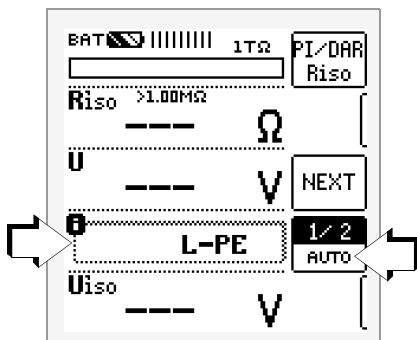 BAT 1TΩ PI/DAR
Riso
Riso >1.00MΩ
--- Ω
U
--- V NEXT
L-PE 1/2
AUTO
Uiso
--- V